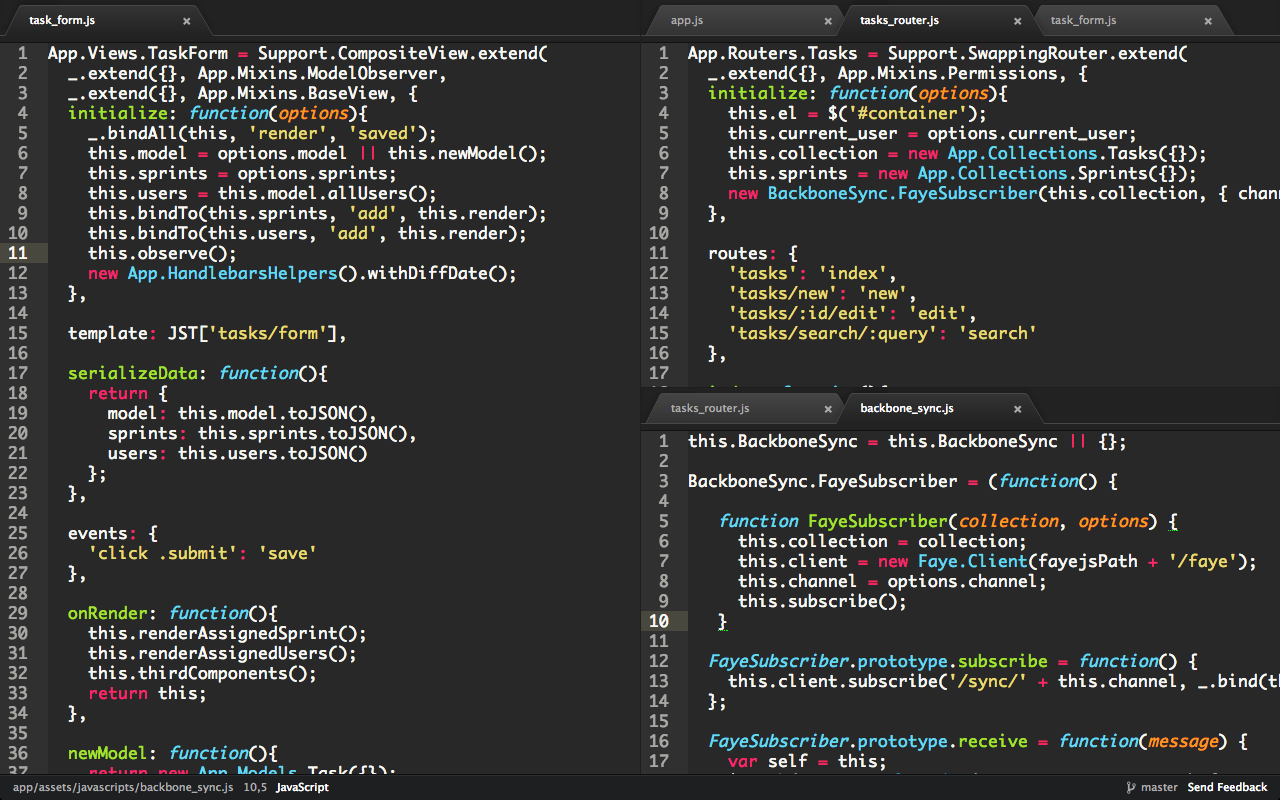 task_form.js ×
1 App.Views.TaskForm = Support.CompositeView.extend(
2 _.extend({}, App.Mixins.ModelObserver,
3 _.extend({}, App.Mixins.BaseView, {
4 initialize: function(options){
5 _.bindAll(this, 'render', 'saved');
6 this.model = options.model || this.newModel();
7 this.sprints = options.sprints;
8 this.users = this.model.allUsers();
9 this.bindTo(this.sprints, 'add', this.render);
10 this.bindTo(this.users, 'add', this.render);
11 this.observe();
12 new App.HandlebarsHelpers().withDiffDate();
13 },
14
15 template: JST['tasks/form'],
16
17 serializeData: function(){
18 return {
19 model: this.model.toJSON(),
20 sprints: this.sprints.toJSON(),
21 users: this.users.toJSON()
22 };
23 },
24
25 events: {
26 'click .submit': 'save'
27 },
28
29 onRender: function(){
30 this.renderAssignedSprint();
31 this.renderAssignedUsers();
32 this.thirdComponents();
33 return this;
34 },
35
36 newModel: function(){
37 return new App.Models.Task({});
app.js × tasks_router.js × task_form.js ×
1 App.Routers.Tasks = Support.SwappingRouter.extend(
2 _.extend({}, App.Mixins.Permissions, {
3 initialize: function(options){
4 this.el = $('#container');
5 this.current_user = options.current_user;
6 this.collection = new App.Collections.Tasks({});
7 this.sprints = new App.Collections.Sprints({});
8 new BackboneSync.FayeSubscriber(this.collection, { chan
9 },
10
11 routes: {
12 'tasks': 'index',
13 'tasks/new': 'new',
14 'tasks/:id/edit': 'edit',
15 'tasks/search/:query': 'search'
16 },
17
tasks_router.js × backbone_sync.js ×
1 this.BackboneSync = this.BackboneSync || {};
2
3 BackboneSync.FayeSubscriber = (function() {
4
5 function FayeSubscriber(collection, options) {
6 this.collection = collection;
7 this.client = new Faye.Client(fayejsPath + '/faye');
8 this.channel = options.channel;
9 this.subscribe();
10 }
11
12 FayeSubscriber.prototype.subscribe = function() {
13 this.client.subscribe('/sync/' + this.channel, _.bind(th
14 };
15
16 FayeSubscriber.prototype.receive = function(message) {
17 var self = this;
app/assets/javascripts/backbone_sync.js 10,5 JavaScript master Send Feedback